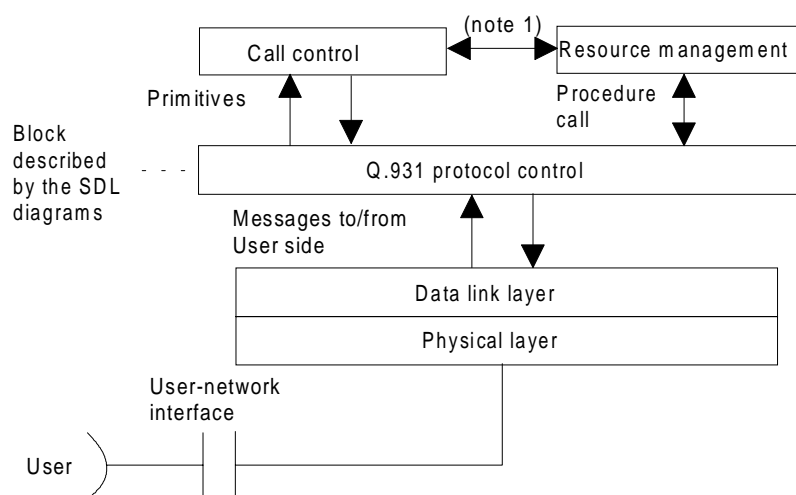 (note 1)
Call control
Resource management
Primitives
Procedure
call
Block
described
by the SDL
diagrams
Q.931 protocol control
Messages to/from
User side
Data link layer
Physical layer
User-network
interface
User